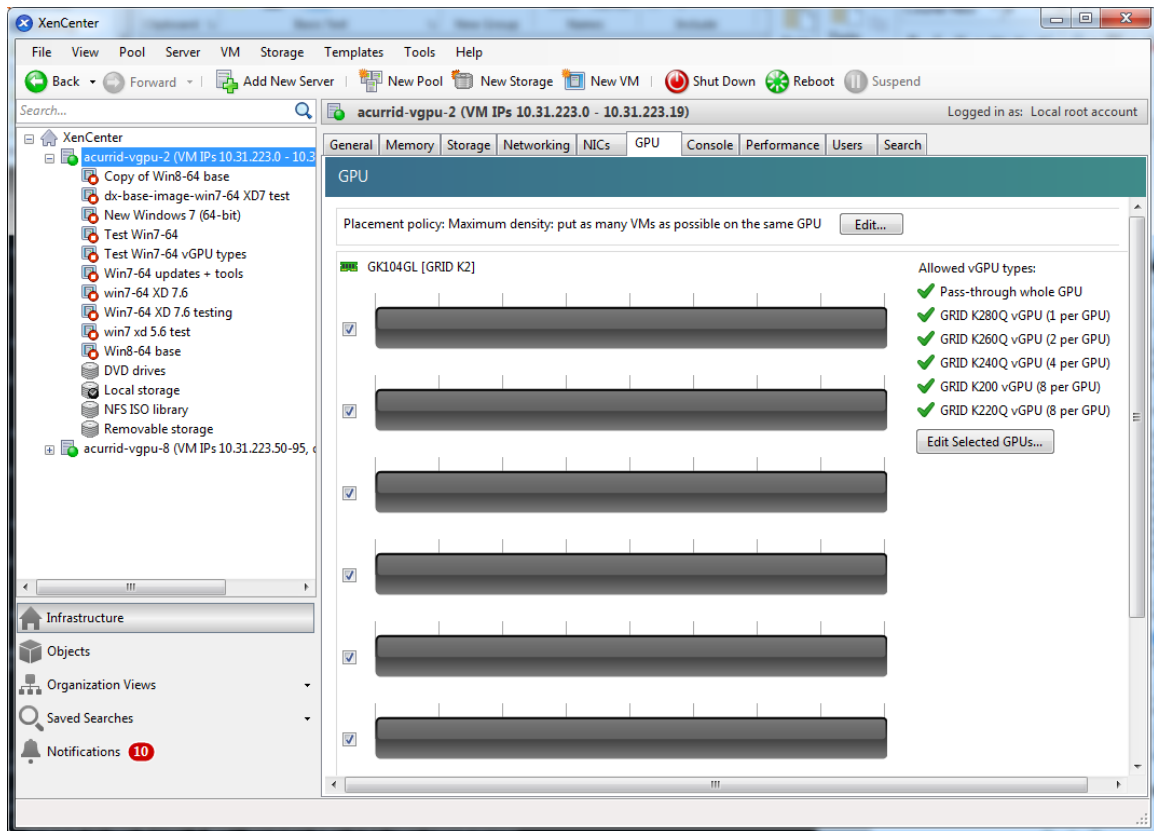 XenCenter
File View Pool Server VM Storage Templates Tools Help
Back Forward Add New Server New Pool New Storage New VM Shut Down Reboot Suspend
Search...
acurrid-vgpu-2 (VM IPs 10.31.223.0 - 10.31.223.19) Logged in as: Local root account
XenCenter
acurrid-vgpu-2 (VM IPs 10.31.223.0 - 10.3
Copy of Win8-64 base
dx-base-image-win7-64 XD7 test
New Windows 7 (64-bit)
Test Win7-64
Test Win7-64 vGPU types
Win7-64 updates + tools
win7-64 XD 7.6
Win7-64 XD 7.6 testing
win7 xd 5.6 test
Win8-64 base
DVD drives
Local storage
NFS ISO library
Removable storage
acurrid-vgpu-8 (VM IPs 10.31.223.50-95,
Infrastructure
Objects
Organization Views
Saved Searches
Notifications 10
General Memory Storage Networking NICs GPU Console Performance Users Search
GPU
Placement policy: Maximum density: put as many VMs as possible on the same GPU Edit...
GK104GL [GRID K2]
Allowed vGPU types:
Pass-through whole GPU
GRID K280Q vGPU (1 per GPU)
GRID K260Q vGPU (2 per GPU)
GRID K240Q vGPU (4 per GPU)
GRID K200 vGPU (8 per GPU)
GRID K220Q vGPU (8 per GPU)
Edit Selected GPUs...